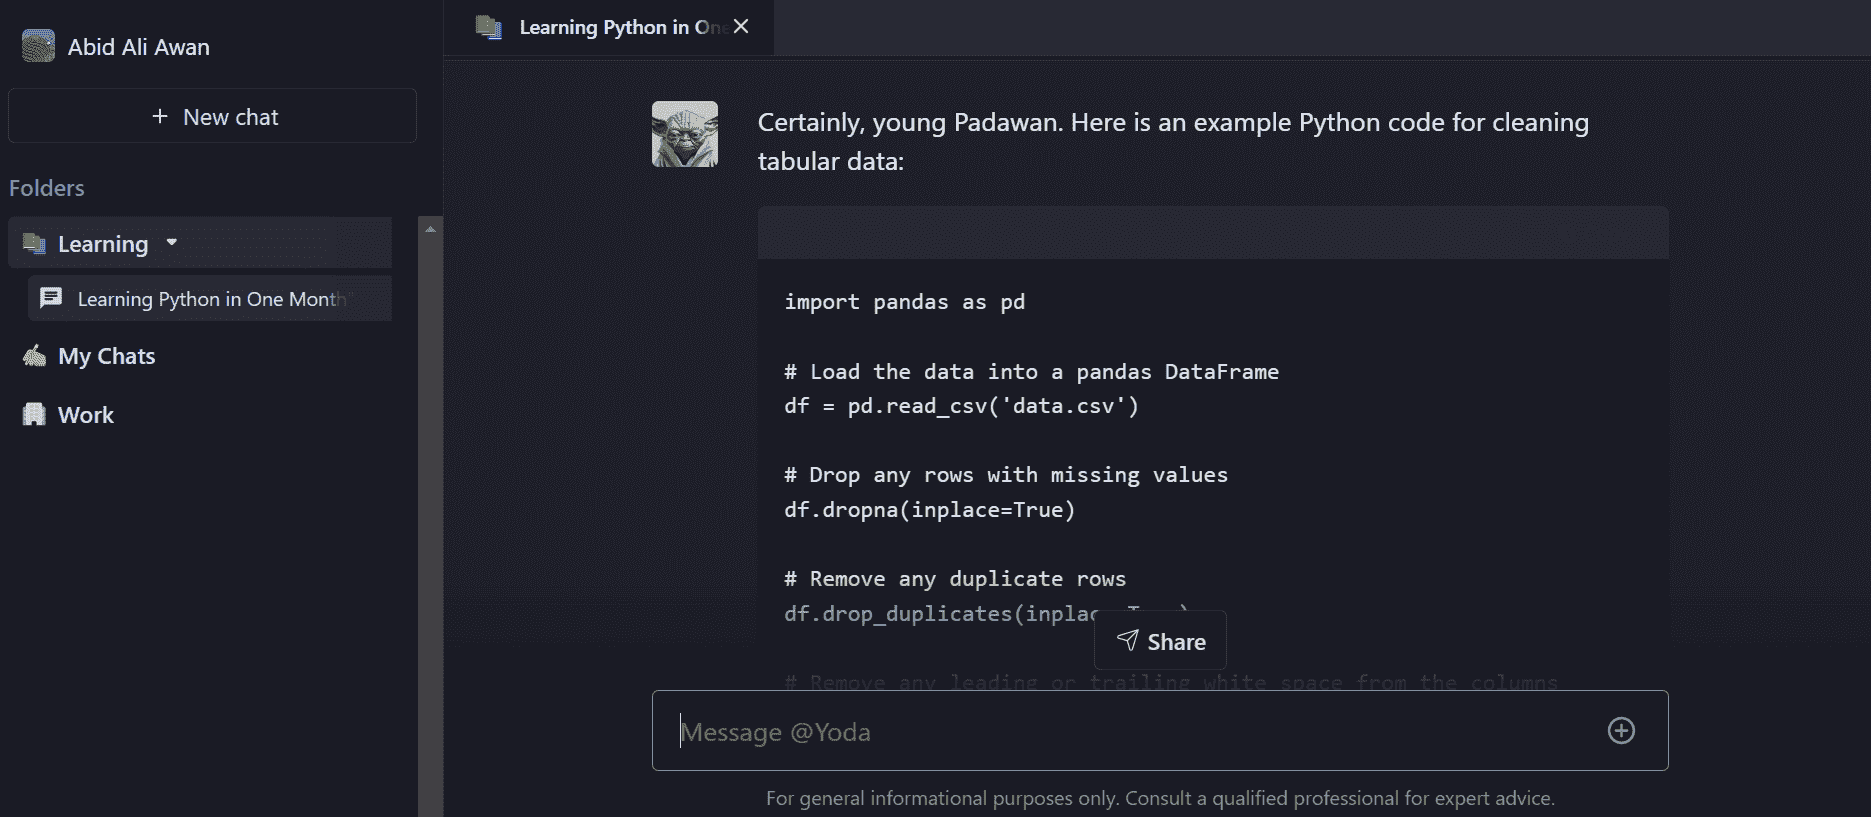 Abid Ali Awan
+ New chat
Folders
Learning
Learning Python in One Month"
My Chats
Work
Learning Python in One
Certainly, young Padawan. Here is an example Python code for cleaning
tabular data:
import pandas as pd
# Load the data into a pandas DataFrame
df = pd.read_csv('data.csv')
# Drop any rows with missing values
df.dropna(inplace=True)
# Remove any duplicate rows
df.drop_duplicates(inplace=True)
Share
# Remove any leading or trailing white space from the columns
Message @Yoda
For general informational purposes only. Consult a qualified professional for expert advice.